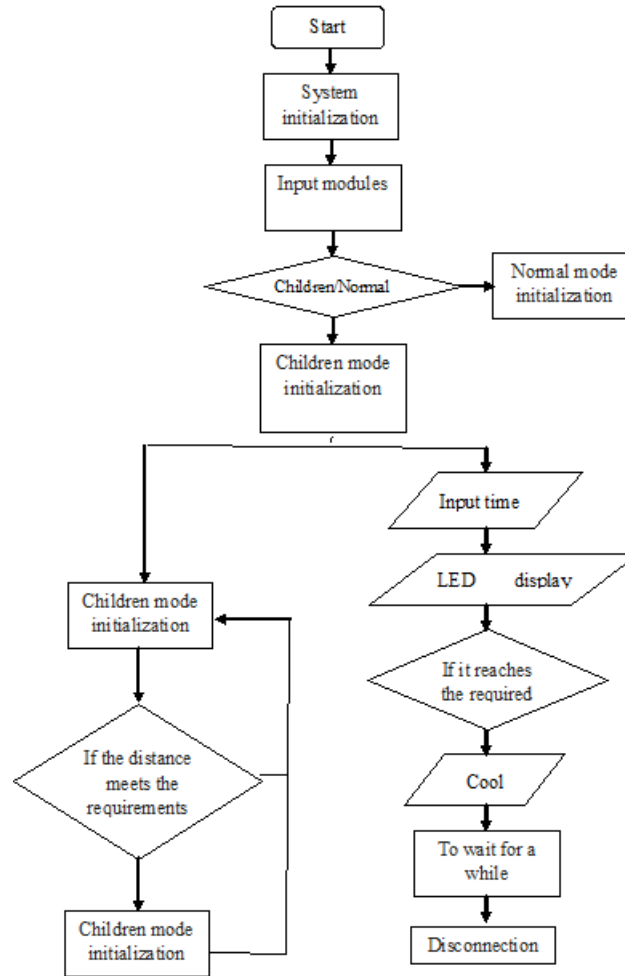 Start
System
initialization
Input modules
Children/Normal
Normal mode
initialization
Children mode
initialization
Input time
LED display
If it reaches
the required
Cool
To wait for a
while
Disconnection
Children mode
initialization
If the distance
meets the
requirements
Children mode
initialization